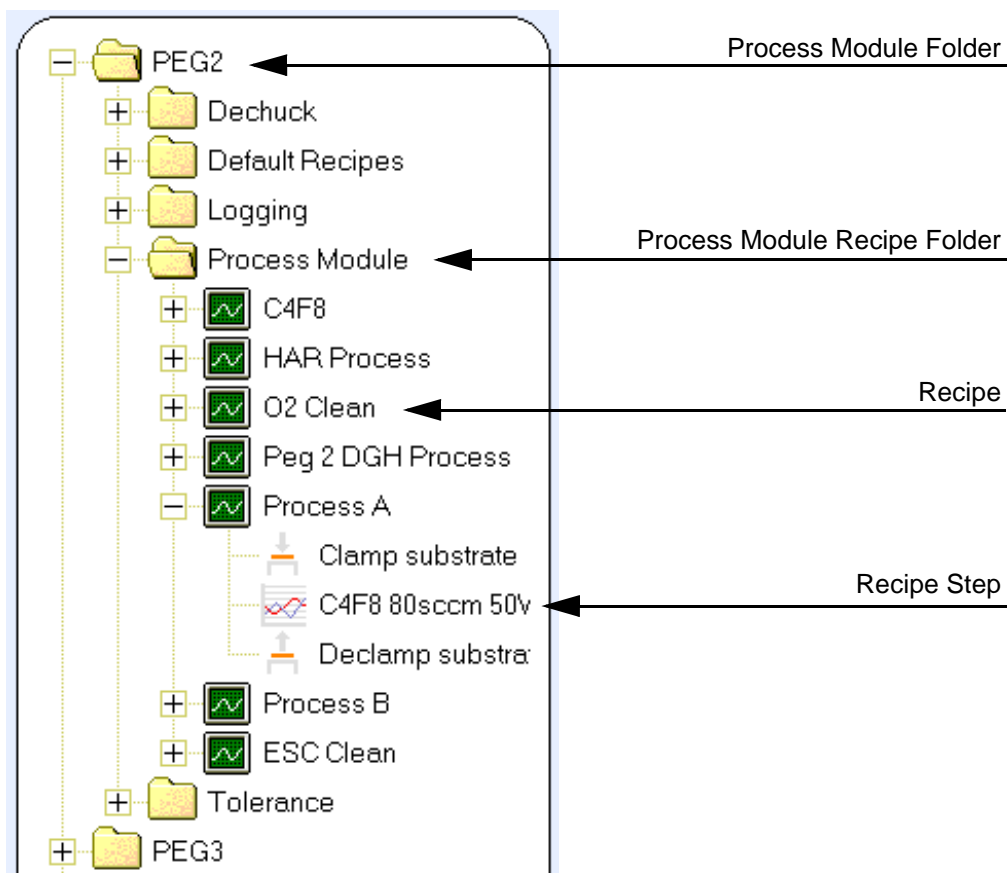 PEG2
Process Module Folder
Dechuck
Default Recipes
Logging
Process Module
Process Module Recipe Folder
C4F8
HAR Process
O2 Clean
Recipe
Peg 2 DGH Process
Process A
Clamp substrate
C4F8 80sccm 50W
Recipe Step
Declamp substra
Process B
ESC Clean
Tolerance
PEG3